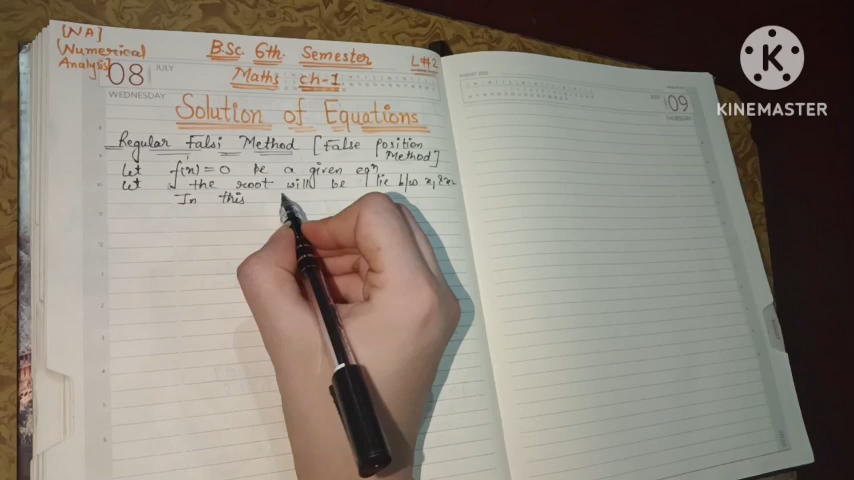 [NA]
[Numerical
Analysis]
B.Sc. 6th Semester
L#2
Maths ch-1
08 JULY
WEDNESDAY
Solution of Equations
Regular Falsi Method [False position
Method]
Let f(x)=0 be a given eqn
Let the root will be lie b/w x1 & x2
In this
09
THURSDAY
K
KINEMASTER